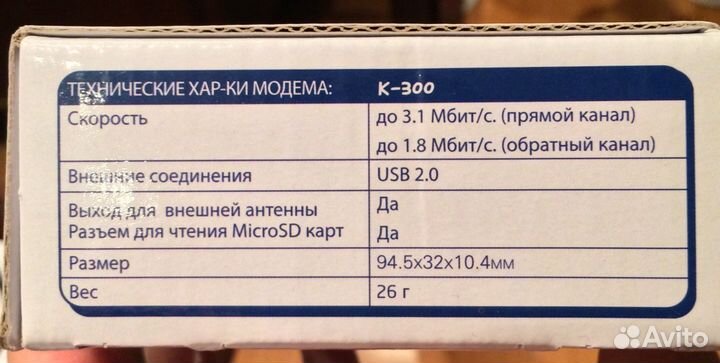 ТЕХНИЧЕСКИЕ ХАР-КИ МОДЕМА: K-300
Скорость до 3.1 Мбит/с. (прямой канал)
до 1.8 Мбит/с. (обратный канал)
Внешние соединения USB 2.0
Выход для внешней антенны Да
Разъем для чтения MicroSD карт Да
Размер 94.5x32x10.4мм
Вес 26 г
Avito